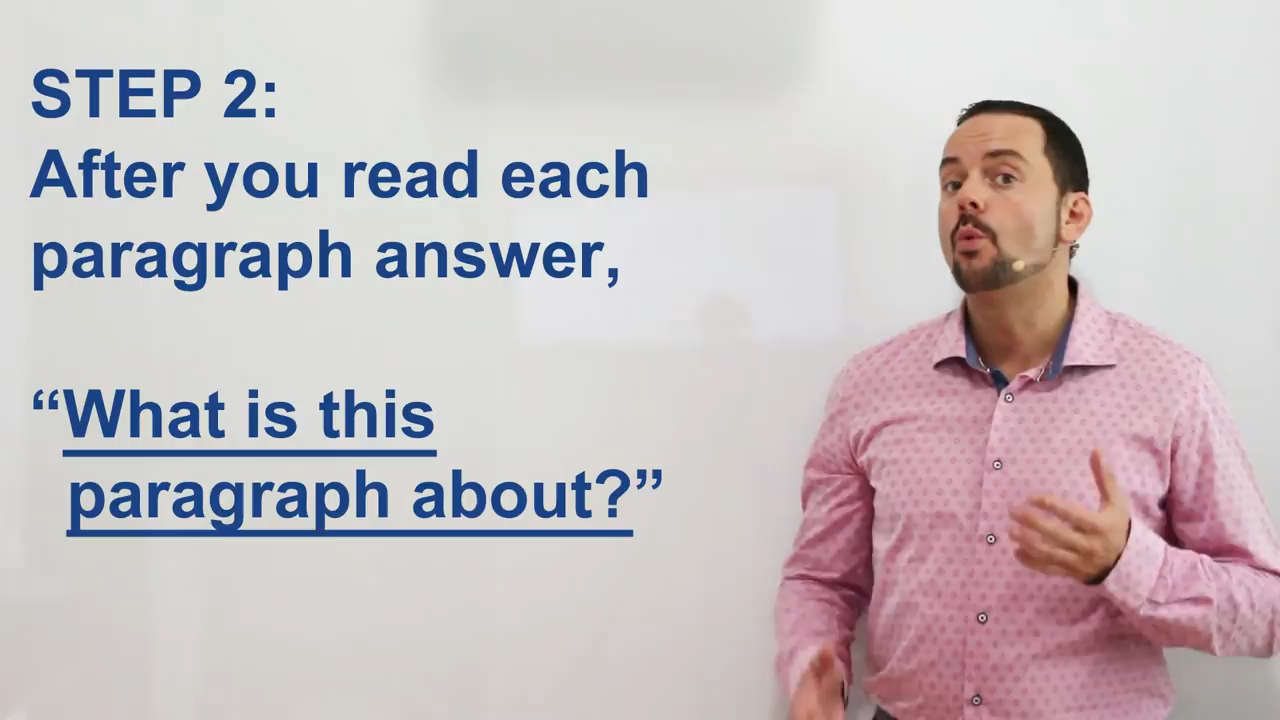 STEP 2:
After you read each
paragraph answer,
“What is this
paragraph about?”